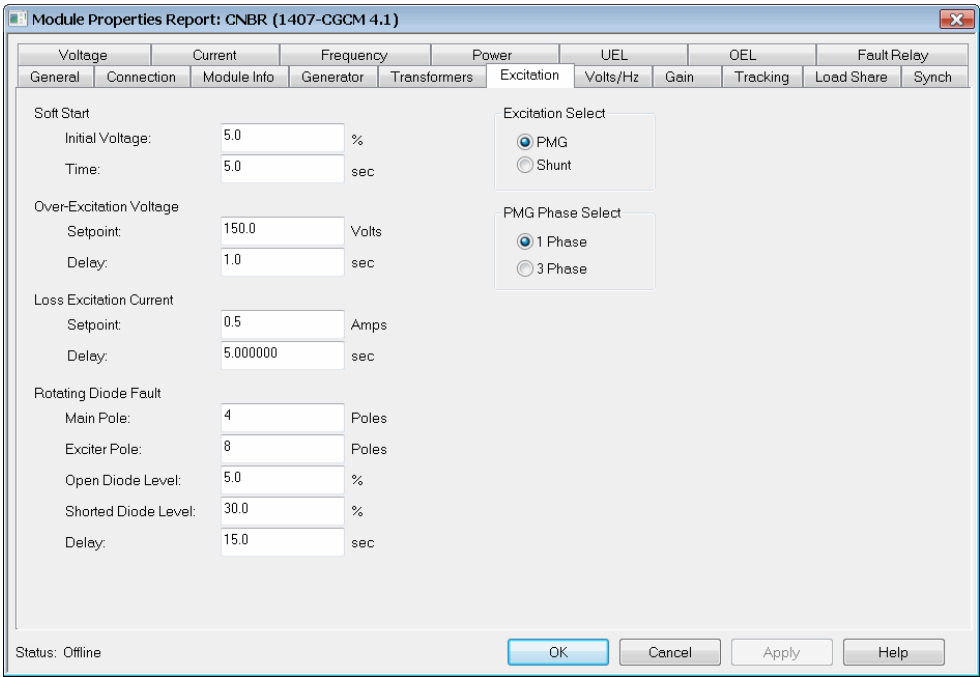 Module Properties Report: CNBR (1407-CGCM 4.1)
Voltage Current Frequency Power UEL OEL Fault Relay
General Connection Module Info Generator Transformers Excitation Volts/Hz Gain Tracking Load Share Synch
Soft Start
Initial Voltage: 5.0 %
Time: 5.0 sec
Over-Excitation Voltage
Setpoint: 150.0 Volts
Delay: 1.0 sec
Loss Excitation Current
Setpoint: 0.5 Amps
Delay: 5.000000 sec
Rotating Diode Fault
Main Pole: 4 Poles
Exciter Pole: 8 Poles
Open Diode Level: 5.0 %
Shorted Diode Level: 30.0 %
Delay: 15.0 sec
Excitation Select
PMG
Shunt
PMG Phase Select
1 Phase
3 Phase
Status: Offline
OK Cancel Apply Help